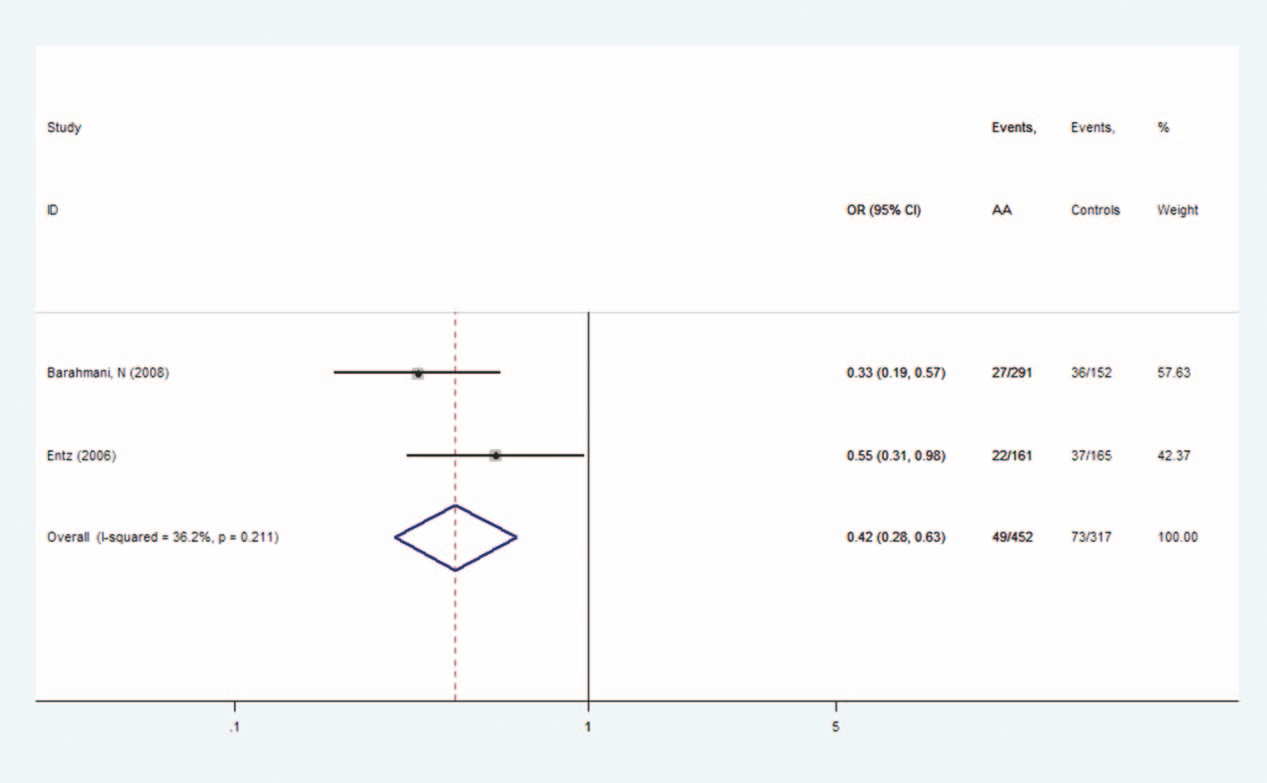 Study Events, Events, %
ID OR (95% CI) AA Controls Weight
Barahmani, N (2008) 0.33 (0.19, 0.57) 27/291 36/152 57.63
Entz (2006) 0.55 (0.31, 0.98) 22/161 37/165 42.37
Overall (I-squared = 36.2%, p = 0.211) 0.42 (0.28, 0.63) 49/452 73/317 100.00
.1 1 5